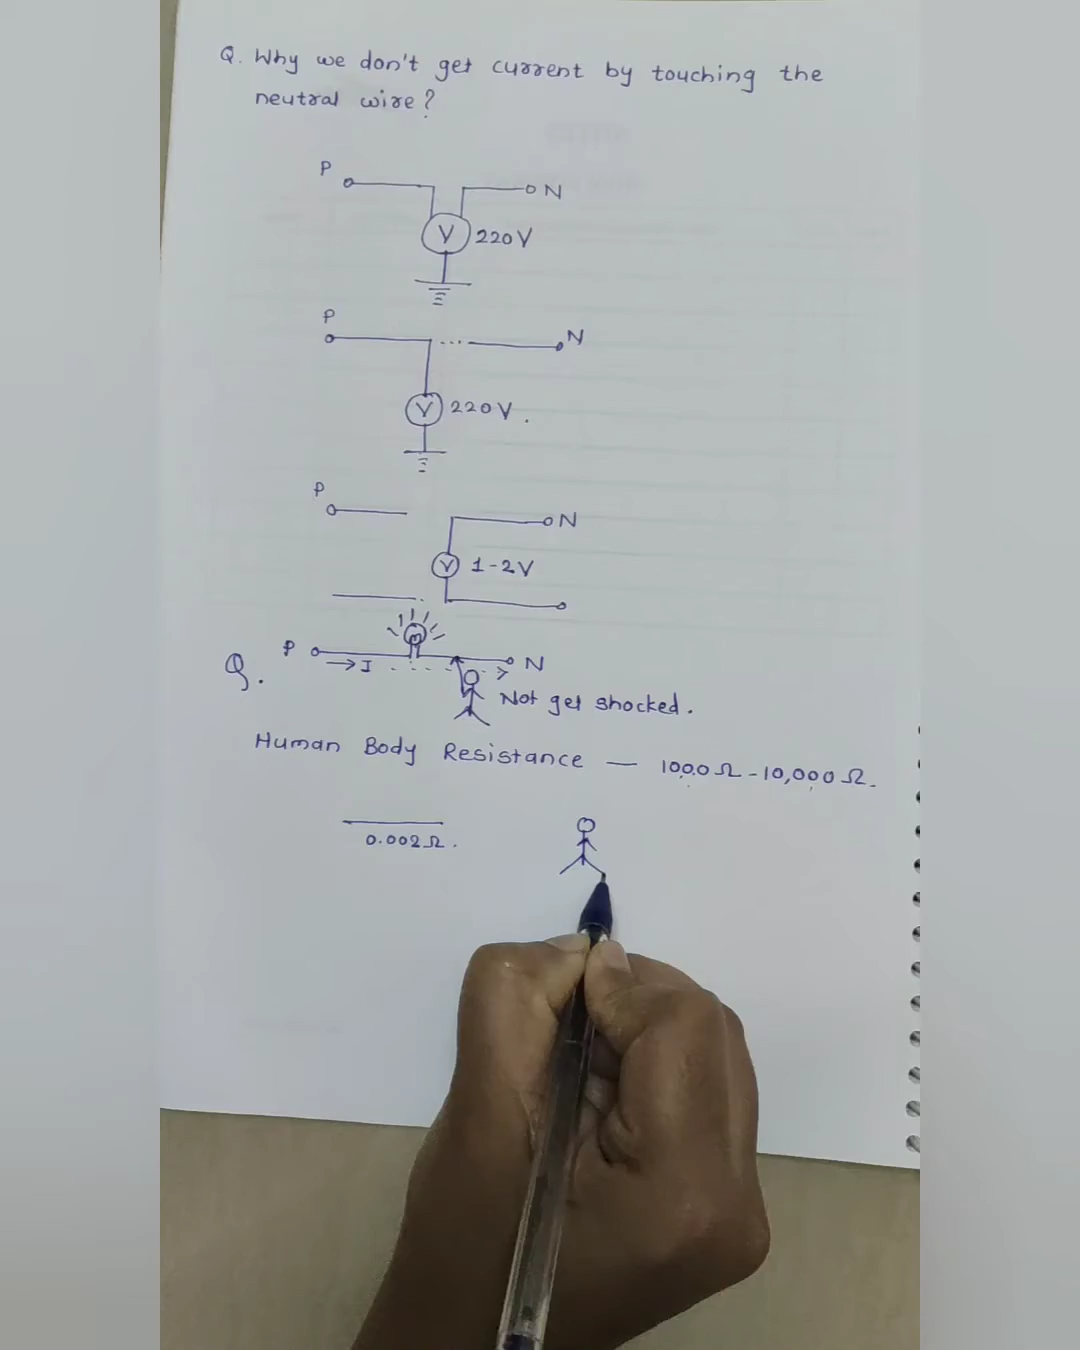 Q. Why we don't get current by touching the
neutral wire?
P
N
V 220V
P
N
V 220V.
P
N
V 1-2V
Q. P → I N
Not get shocked.
Human Body Resistance — 1000Ω - 10,000Ω.
0.002Ω.